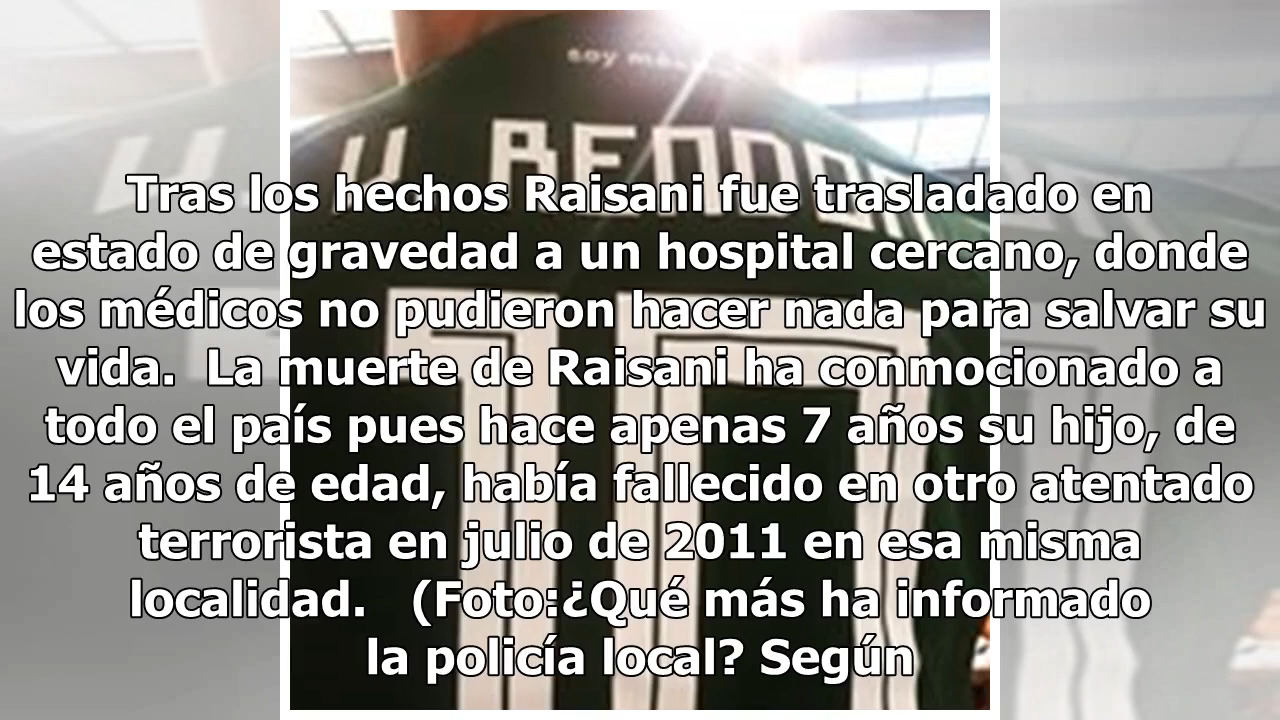 soy
U RENDON
10
Tras los hechos Raisani fue trasladado en
estado de gravedad a un hospital cercano, donde
los médicos no pudieron hacer nada para salvar su
vida.  La muerte de Raisani ha conmocionado a
todo el país pues hace apenas 7 años su hijo, de
14 años de edad, había fallecido en otro atentado
terrorista en julio de 2011 en esa misma
localidad.   (Foto:¿Qué más ha informado
la policía local? Según